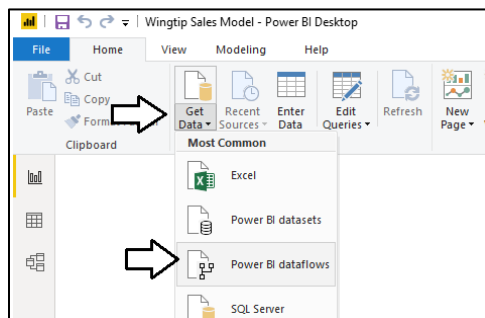 Wingtip Sales Model - Power BI Desktop
File Home View Modeling Help
Cut
Copy
Paste
Format
Get Data
Recent Sources
Enter Data
Edit Queries
Refresh
New Page
Clipboard
Most Common
Excel
Power BI datasets
Power BI dataflows
SQL Server